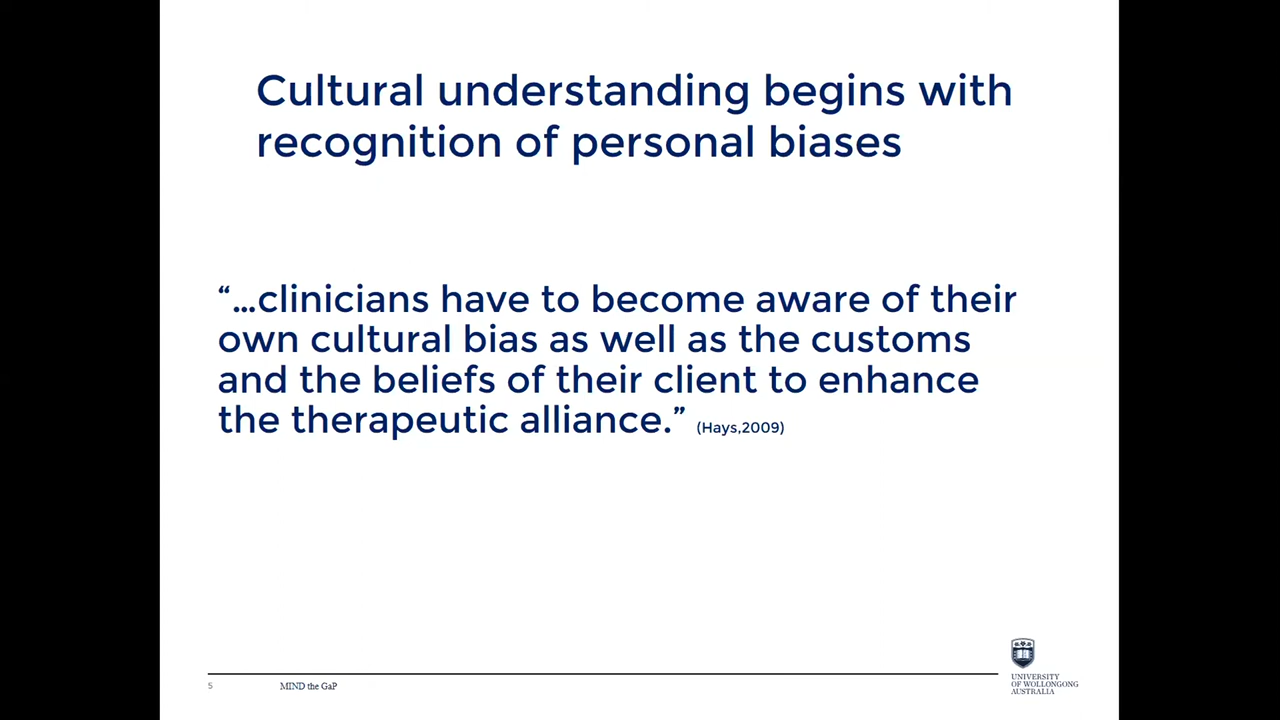 Cultural understanding begins with
recognition of personal biases
“...clinicians have to become aware of their
own cultural bias as well as the customs
and the beliefs of their client to enhance
the therapeutic alliance.” (Hays,2009)
5
MIND the GaP
UNIVERSITY
OF WOLLONGONG
AUSTRALIA